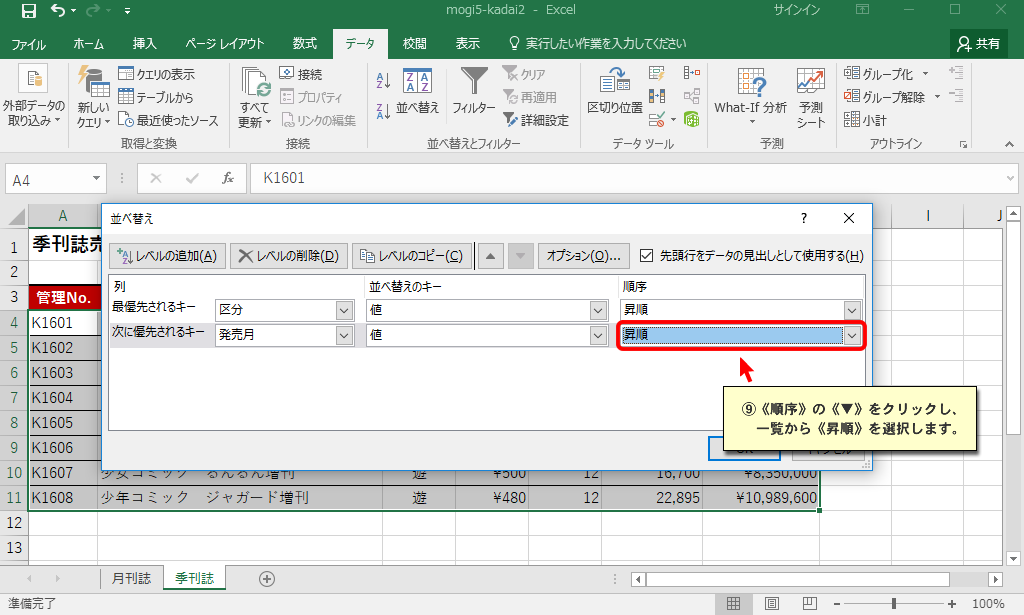 mogi5-kadai2 - Excel
サインイン
ファイル ホーム 挿入 ページ レイアウト 数式 データ 校閲 表示 実行したい作業を入力してください 共有
外部データの取り込み
新しいクエリ
クエリの表示
テーブルから
最近使ったソース
取得と変換
すべて更新
接続
プロパティ
リンクの編集
接続
並べ替え
フィルター
クリア
再適用
詳細設定
並べ替えとフィルター
区切り位置
データ ツール
What-If 分析
予測シート
予測
グループ化
グループ解除
小計
アウトライン
A4
K1601
A I J
並べ替え
レベルの追加(A) レベルの削除(D) レベルのコピー(C) オプション(O)... 先頭行をデータの見出しとして使用する(H)
列 並べ替えのキー 順序
最優先されるキー 区分 値 昇順
次に優先されるキー 発売月 値 昇順
⑨《順序》の《▼》をクリックし、
一覧から《昇順》を選択します。
1 季刊誌売
2
3 管理No.
4 K1601
5 K1602
6 K1603
7 K1604
8 K1605
9 K1606
10 K1607 少女コミック るんるん増刊 遊 ¥500 12 16,700 ¥8,350,000
11 K1608 少年コミック ジャガード増刊 遊 ¥480 12 22,895 ¥10,989,600
12
13
月刊誌 季刊誌
準備完了 100%